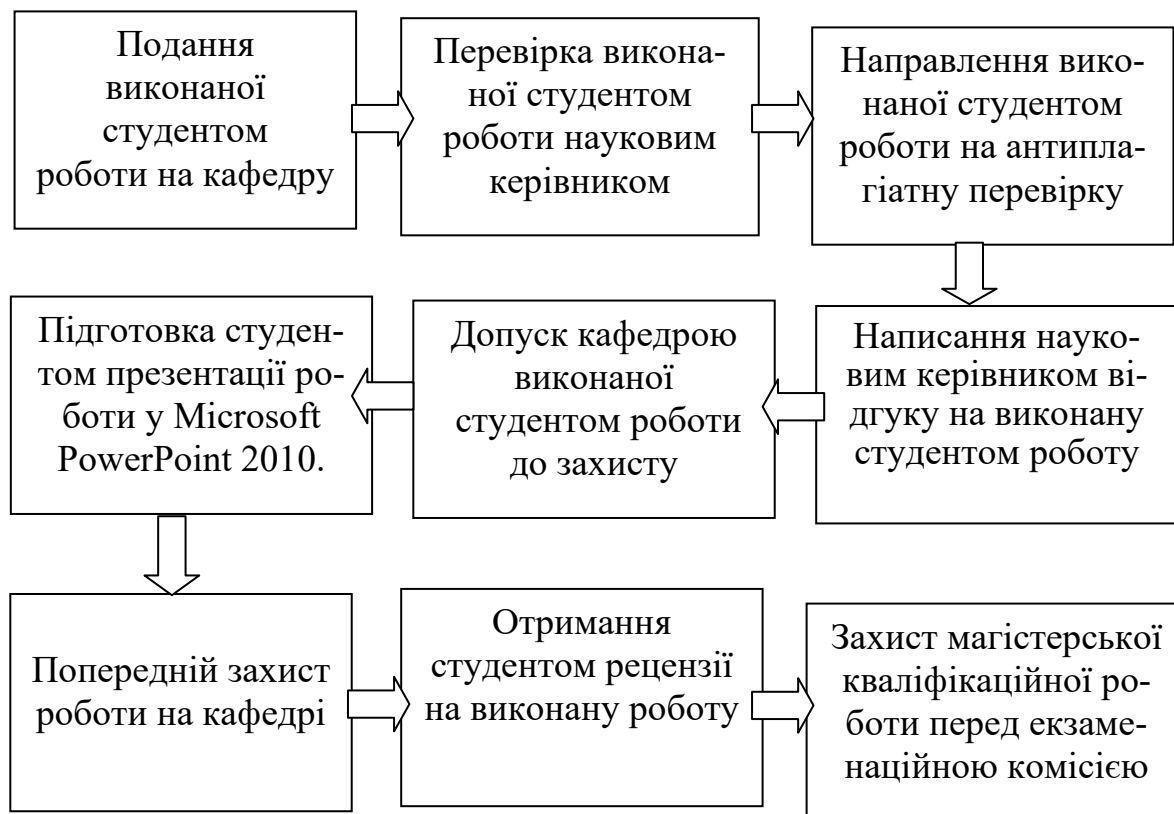 Подання
виконаної
студентом
роботи на кафедру
Перевірка викона-
ної студентом
роботи науковим
керівником
Направлення вико-
наної студентом
роботи на антипла-
гіатну перевірку
Написання науко-
вим керівником ві-
дгуку на виконану
студентом роботу
Допуск кафедрою
виконаної
студентом роботи
до захисту
Підготовка студен-
том презентації ро-
боти у Microsoft
PowerPoint 2010.
Попередній захист
роботи на кафедрі
Отримання
студентом рецензії
на виконану роботу
Захист магістерської
кваліфікаційної ро-
боти перед екзаме-
наційною комісією